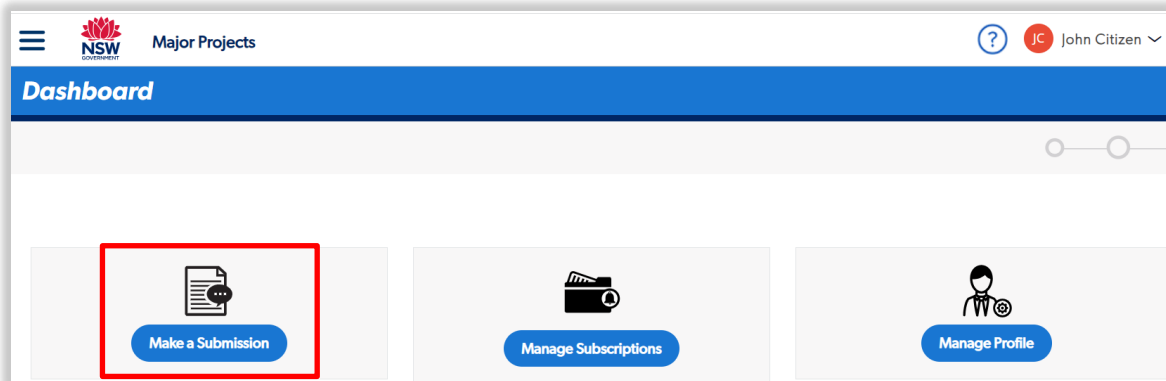 NSW
GOVERNMENT
Major Projects
?
JC
John Citizen
Dashboard
Make a Submission
Manage Subscriptions
Manage Profile